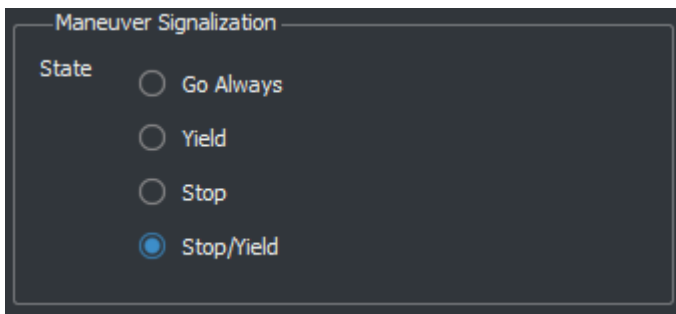 Maneuver Signalization
State
Go Always
Yield
Stop
Stop/Yield